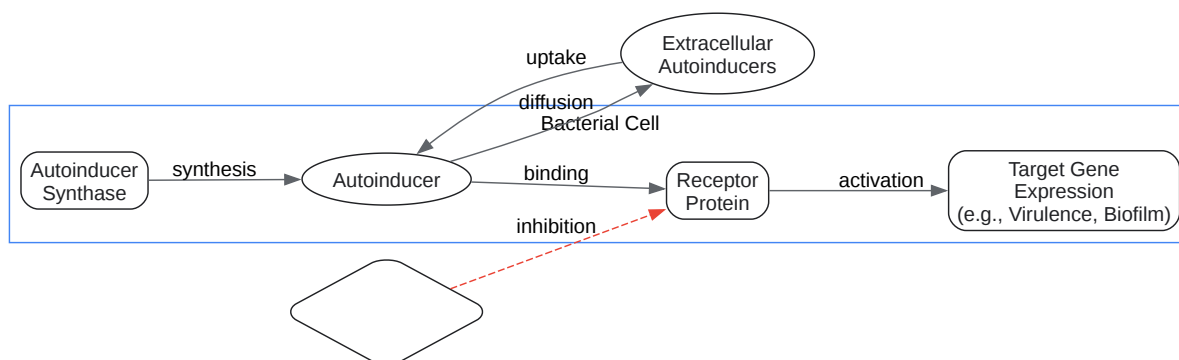 Extracellular
Autoinducers
uptake
diffusion
Bacterial Cell
Autoinducer
Synthase
synthesis
Autoinducer
binding
Receptor
Protein
activation
Target Gene
Expression
(e.g., Virulence, Biofilm)
inhibition